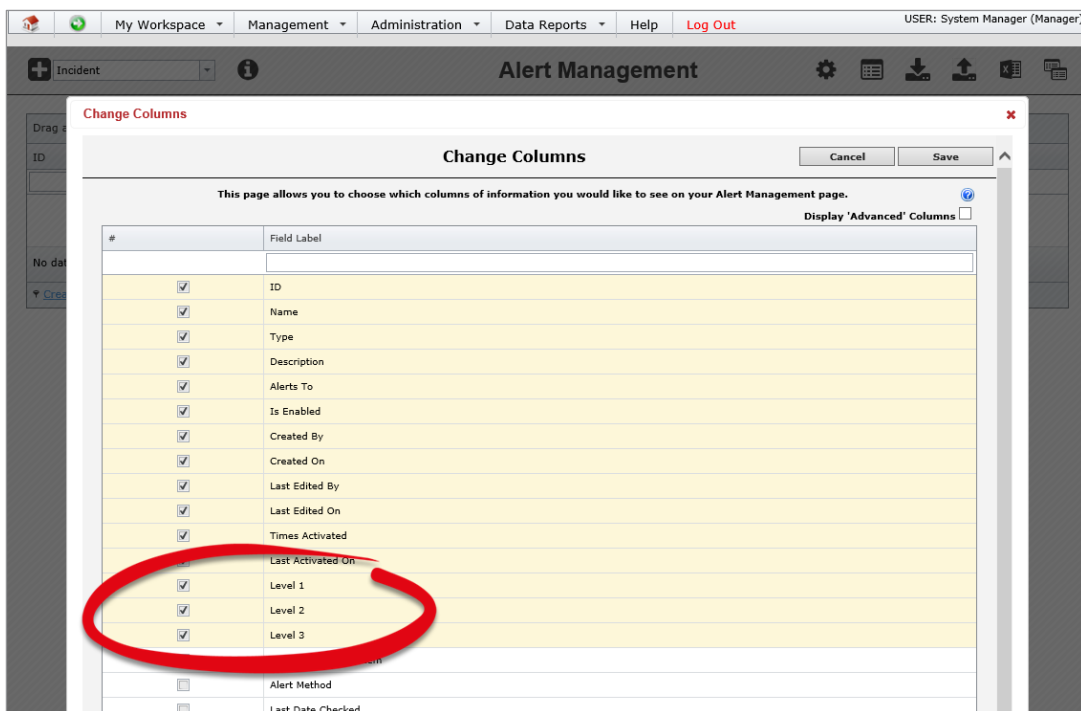 My Workspace Management Administration Data Reports Help Log Out USER: System Manager (Manager)
Incident Alert Management
Change Columns
Drag
Change Columns Cancel Save
ID
This page allows you to choose which columns of information you would like to see on your Alert Management page.
Display 'Advanced' Columns
# Field Label
No
ID
Name
Type
Description
Alerts To
Is Enabled
Created By
Created On
Last Edited By
Last Edited On
Times Activated
Last Activated On
Level 1
Level 2
Level 3
Alert Method
Last Date Checked